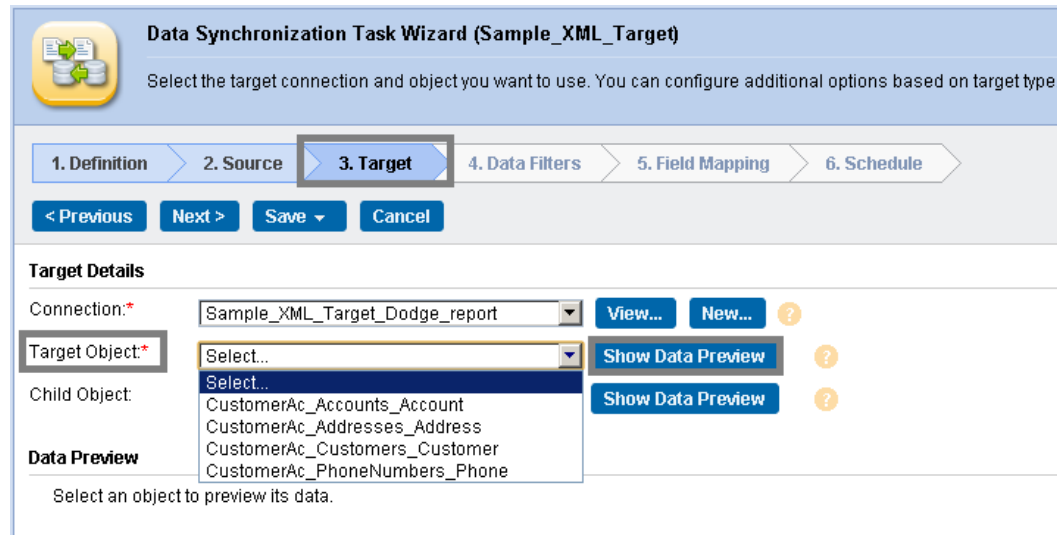 Data Synchronization Task Wizard (Sample_XML_Target)
Select the target connection and object you want to use. You can configure additional options based on target type
1. Definition 2. Source 3. Target 4. Data Filters 5. Field Mapping 6. Schedule
< Previous Next > Save Cancel
Target Details
Connection:* Sample_XML_Target_Dodge_report View... New... ?
Target Object:* Select... Show Data Preview ?
Select...
Child Object: CustomerAc_Accounts_Account Show Data Preview ?
CustomerAc_Addresses_Address
CustomerAc_Customers_Customer
Data Preview CustomerAc_PhoneNumbers_Phone
Select an object to preview its data.